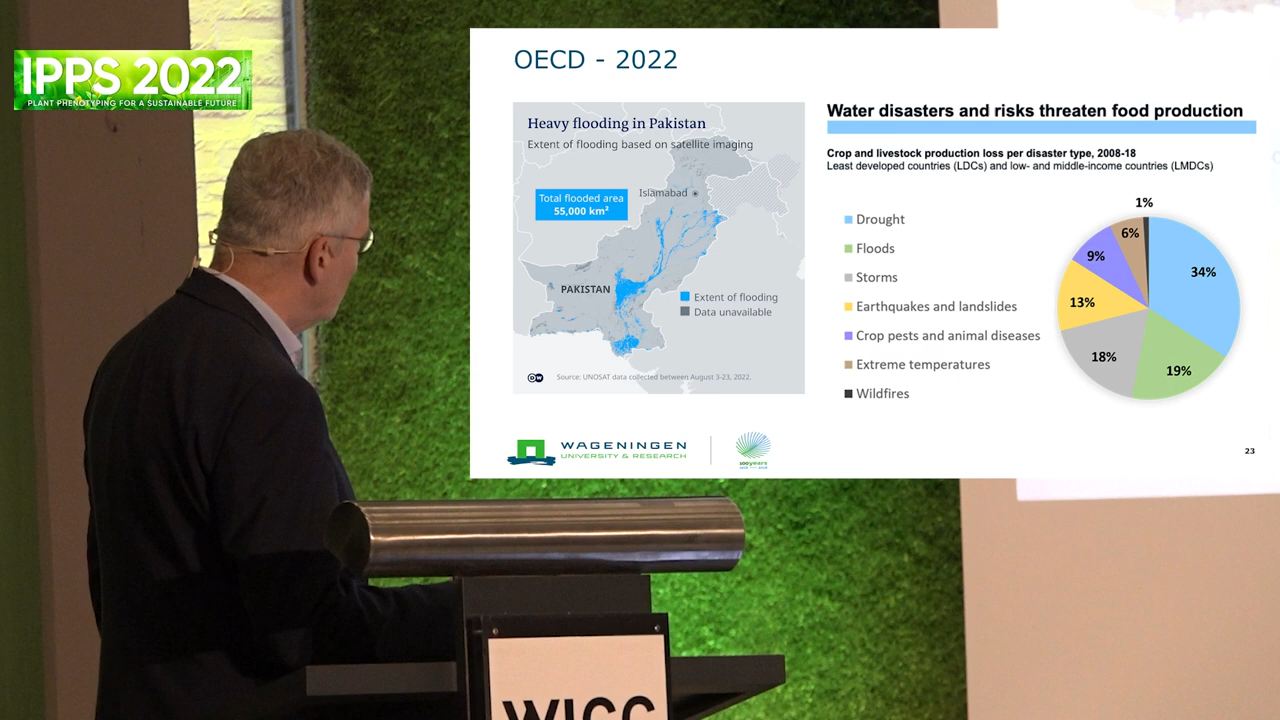 IPPS 2022
PLANT PHENOTYPING FOR A SUSTAINABLE FUTURE
OECD - 2022
Heavy flooding in Pakistan
Extent of flooding based on satellite imaging
Total flooded area
55,000 km²
Islamabad
PAKISTAN
Extent of flooding
Data unavailable
DW
Source: UNOSAT data collected between August 3-23, 2022.
Water disasters and risks threaten food production
Crop and livestock production loss per disaster type, 2008-18
Least developed countries (LDCs) and low- and middle-income countries (LMDCs)
Drought
Floods
Storms
Earthquakes and landslides
Crop pests and animal diseases
Extreme temperatures
Wildfires
1%
6%
34%
9%
13%
18%
19%
WAGENINGEN
UNIVERSITY & RESEARCH
100years
23
WICC